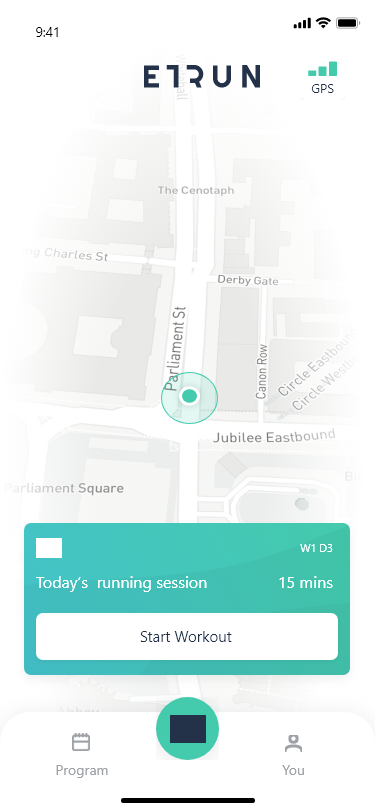 9:41
ETRUN
GPS
The Cenotaph
ng Charles St
Derby Gate
Parliament St
Canon Row
Circle Eastbou
Circle Westb
Jubilee Eastbound
Parliament Square
W1 D3
Today’s running session
15 mins
Start Workout
Program
You